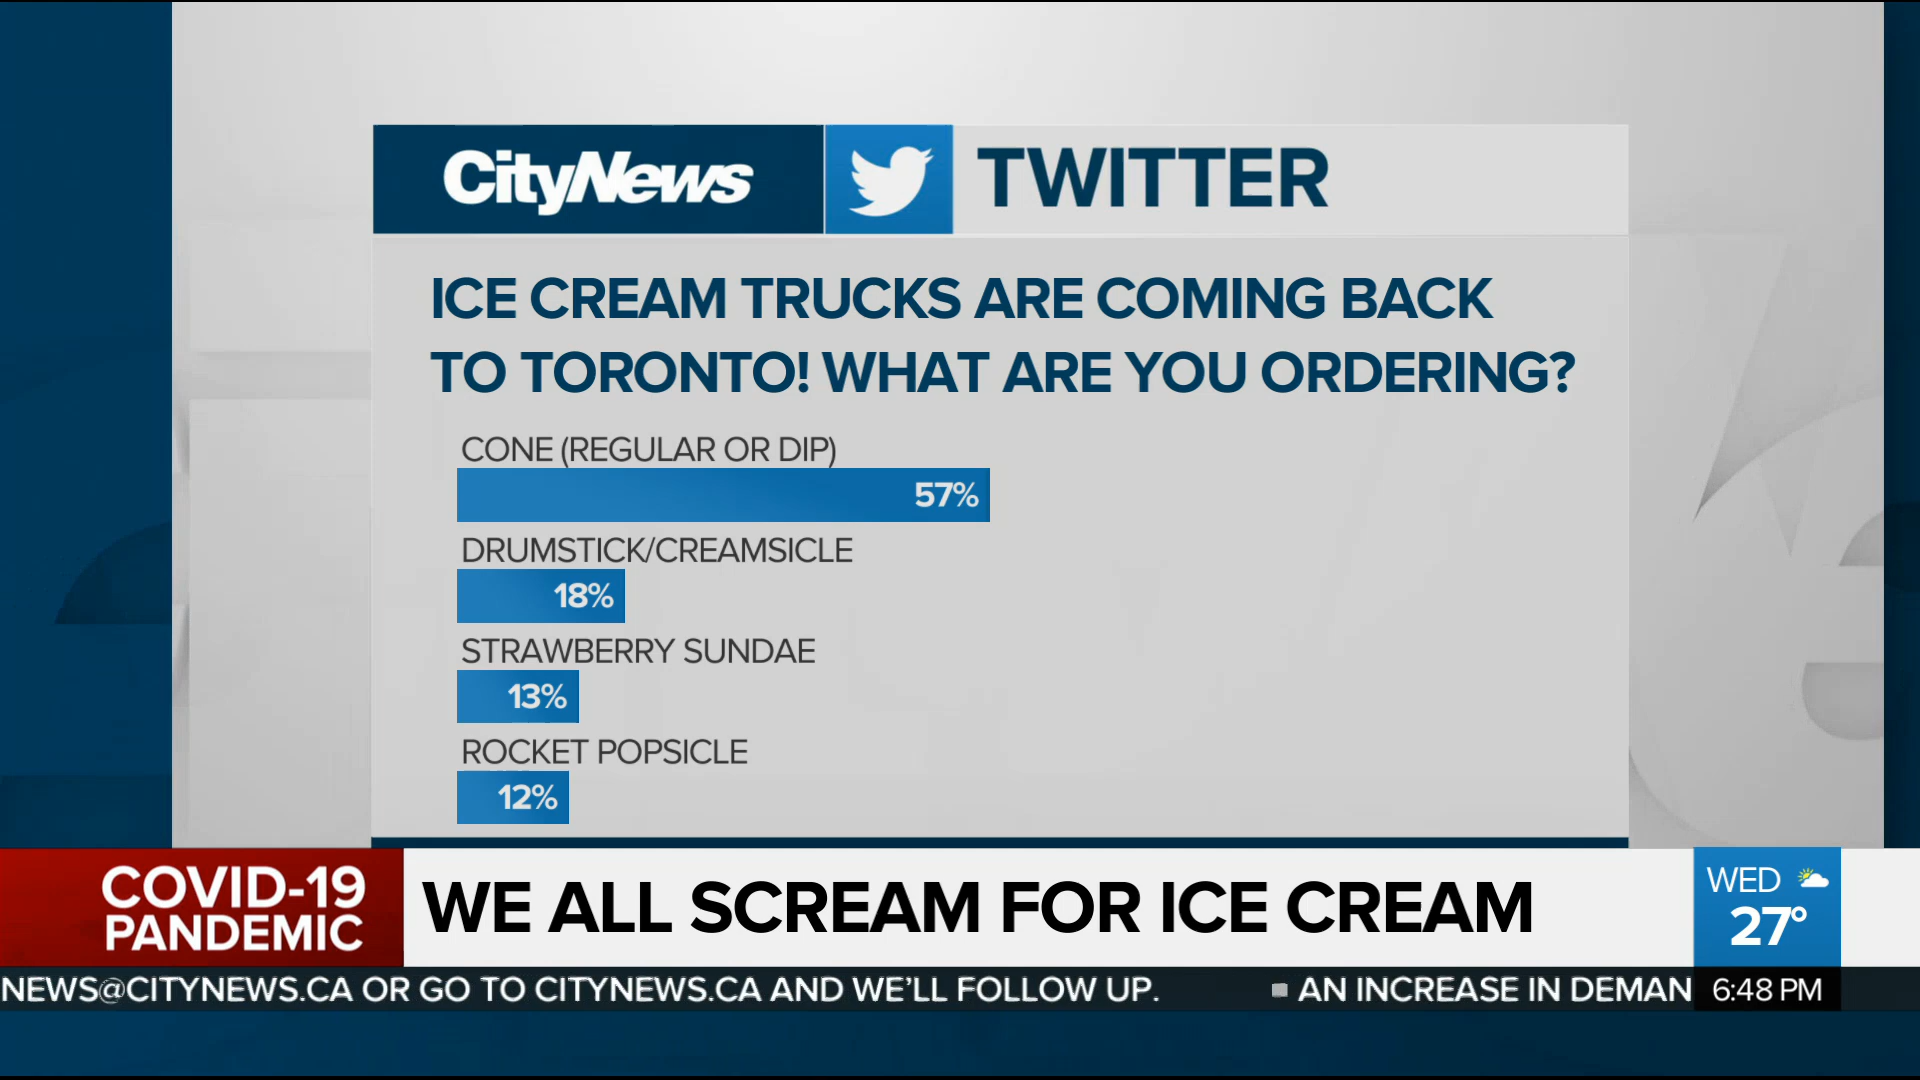 CityNews TWITTER
ICE CREAM TRUCKS ARE COMING BACK
TO TORONTO! WHAT ARE YOU ORDERING?
CONE (REGULAR OR DIP)
57%
DRUMSTICK/CREAMSICLE
18%
STRAWBERRY SUNDAE
13%
ROCKET POPSICLE
12%
COVID-19
PANDEMIC
WE ALL SCREAM FOR ICE CREAM
WED
27°
NEWS@CITYNEWS.CA OR GO TO CITYNEWS.CA AND WE'LL FOLLOW UP. AN INCREASE IN DEMAN
6:48 PM